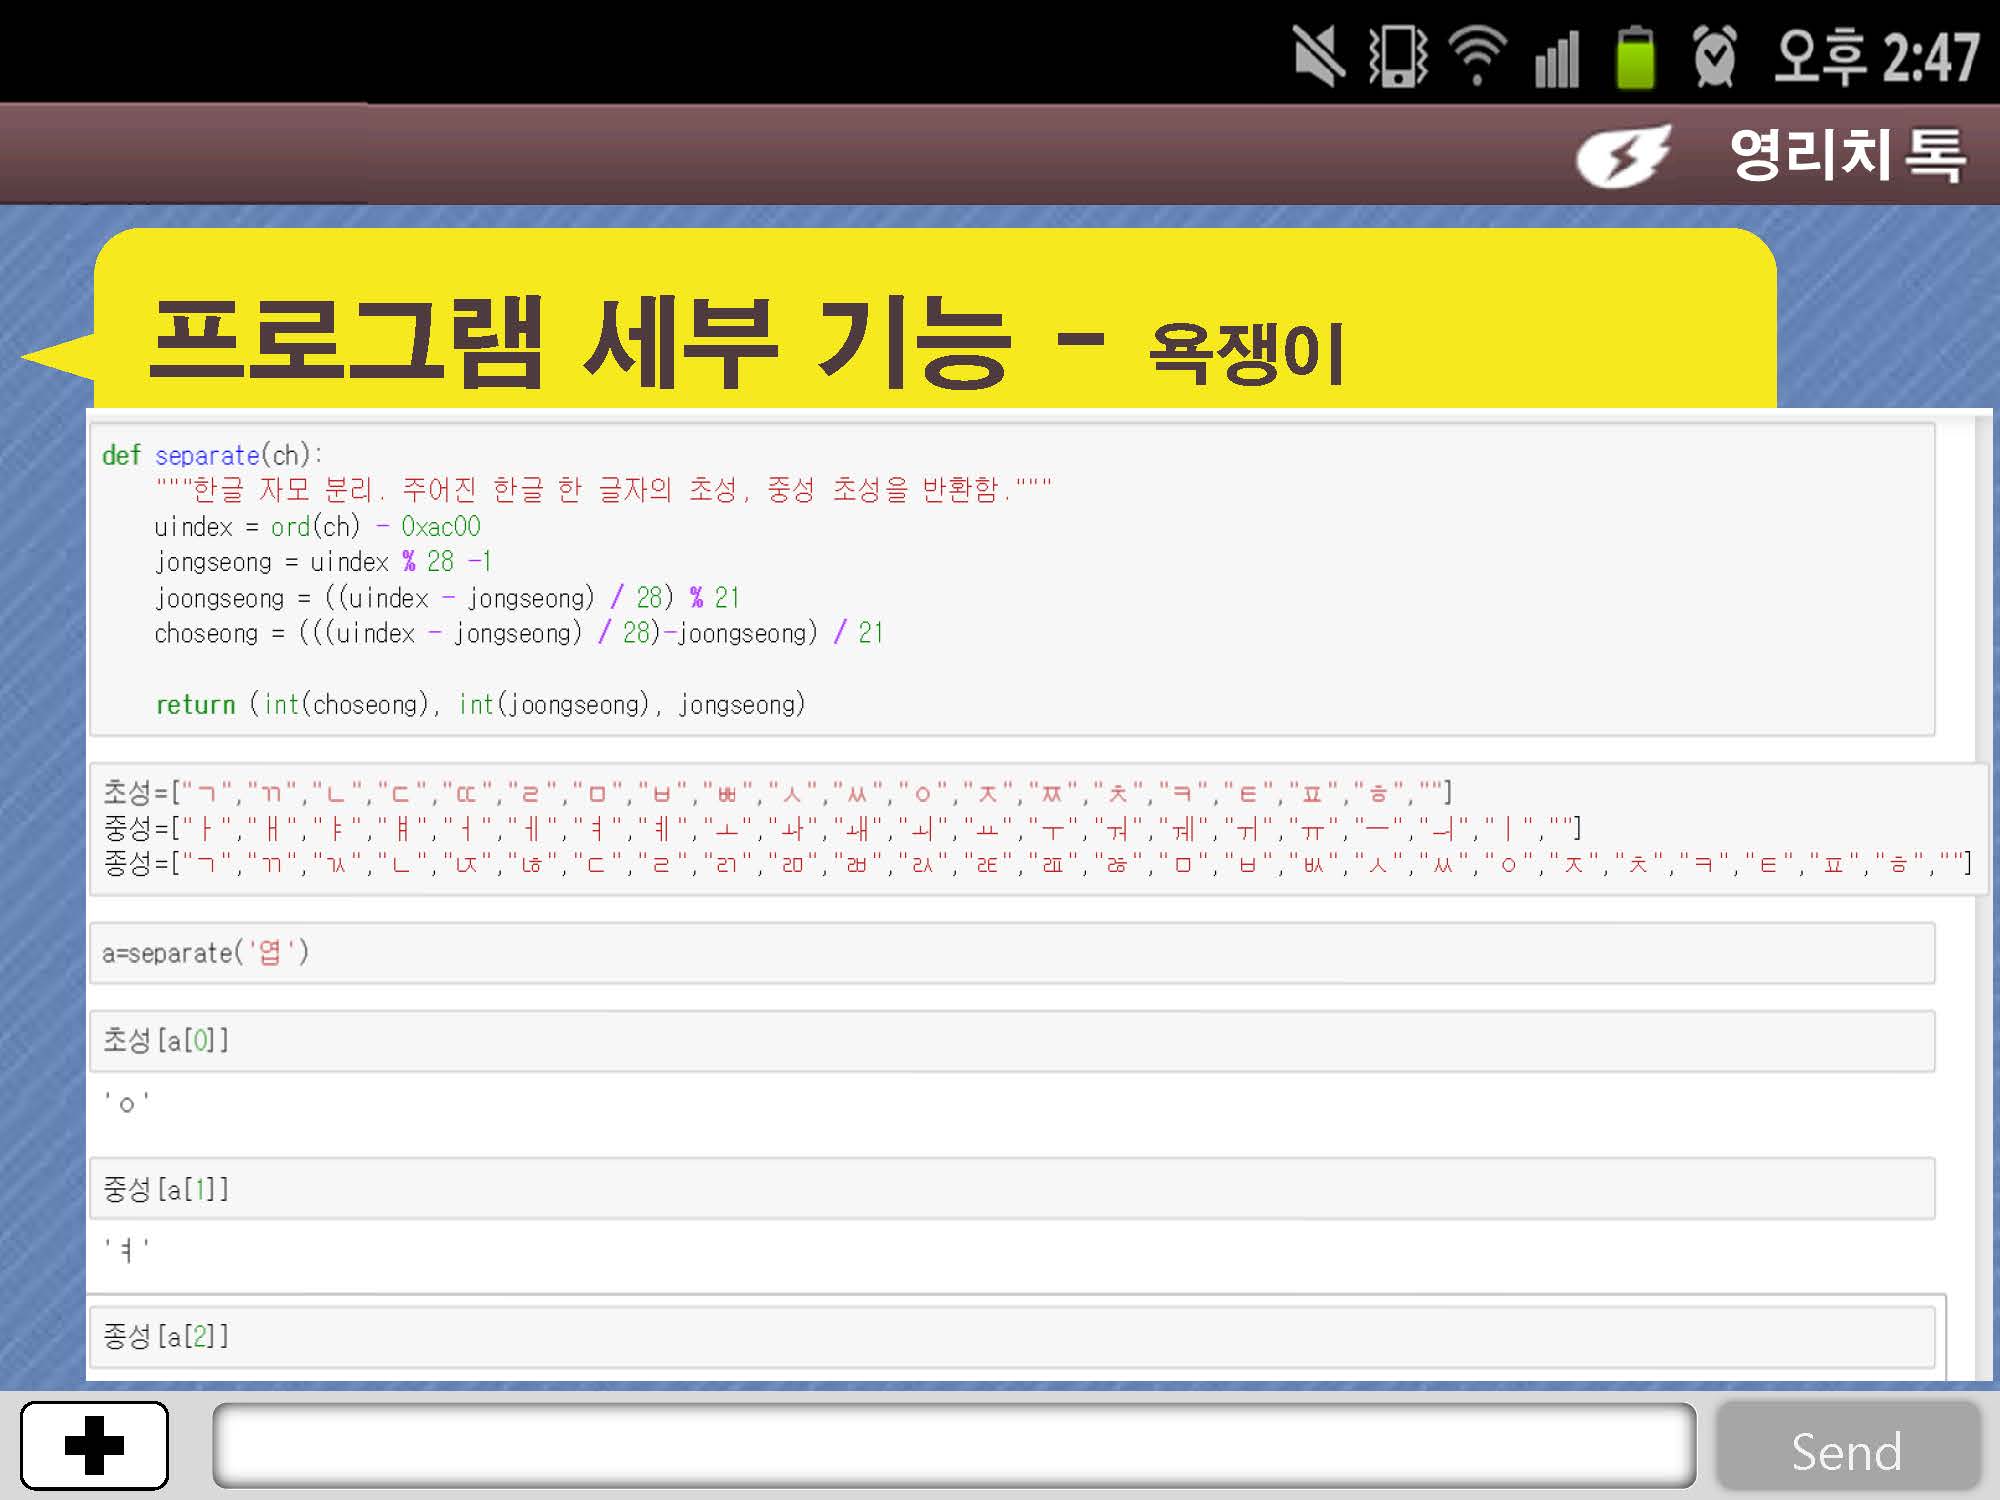 오후 2:47
영리치 톡
프로그램 세부 기능 - 욕쟁이
def separate(ch):
    """한글 자모 분리. 주어진 한글 한 글자의 초성, 중성 초성을 반환함."""
    uindex = ord(ch) - 0xac00
    jongseong = uindex % 28 -1
    joongseong = ((uindex - jongseong) / 28) % 21
    choseong = (((uindex - jongseong) / 28)-joongseong) / 21
    return (int(choseong), int(joongseong), jongseong)
초성=["ㄱ","ㄲ","ㄴ","ㄷ","ㄸ","ㄹ","ㅁ","ㅂ","ㅃ","ㅅ","ㅆ","ㅇ","ㅈ","ㅉ","ㅊ","ㅋ","ㅌ","ㅍ","ㅎ",""]
중성=["ㅏ","ㅐ","ㅑ","ㅒ","ㅓ","ㅔ","ㅕ","ㅖ","ㅗ","ㅘ","ㅙ","ㅚ","ㅛ","ㅜ","ㅝ","ㅞ","ㅟ","ㅠ","ㅡ","ㅢ","ㅣ",""]
종성=["ㄱ","ㄲ","ㄳ","ㄴ","ㄵ","ㄶ","ㄷ","ㄹ","ㄺ","ㄻ","ㄼ","ㄽ","ㄾ","ㄿ","ㅀ","ㅁ","ㅂ","ㅄ","ㅅ","ㅆ","ㅇ","ㅈ","ㅊ","ㅋ","ㅌ","ㅍ","ㅎ",""]
a=separate('엽')
초성[a[0]]
'ㅇ'
중성[a[1]]
'ㅕ'
종성[a[2]]
Send